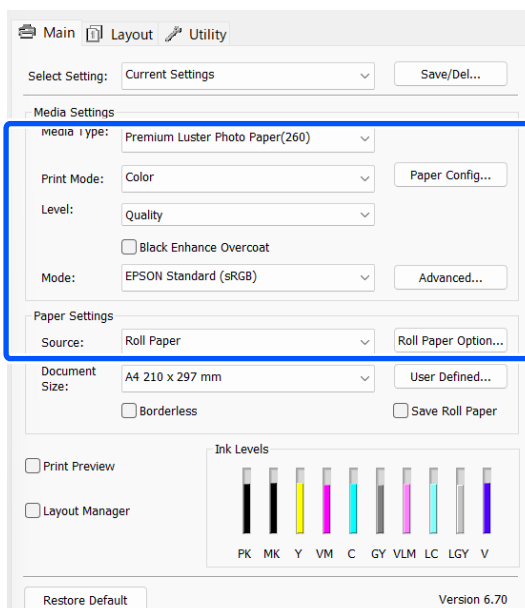 Main Layout Utility
Select Setting: Current Settings Save/Del...
Media Settings
Media Type: Premium Luster Photo Paper(260)
Print Mode: Color Paper Config...
Level: Quality
Black Enhance Overcoat
Mode: EPSON Standard (sRGB) Advanced...
Paper Settings
Source: Roll Paper Roll Paper Option...
Document
Size: A4 210 x 297 mm User Defined...
Borderless Save Roll Paper
Ink Levels
Print Preview
Layout Manager
PK MK Y VM C GY VLM LC LGY V
Restore Default Version 6.70